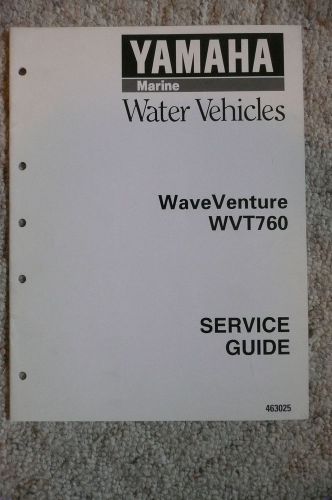 YAMAHA
Marine
Water Vehicles
WaveVenture
WVT760
SERVICE
GUIDE
463025